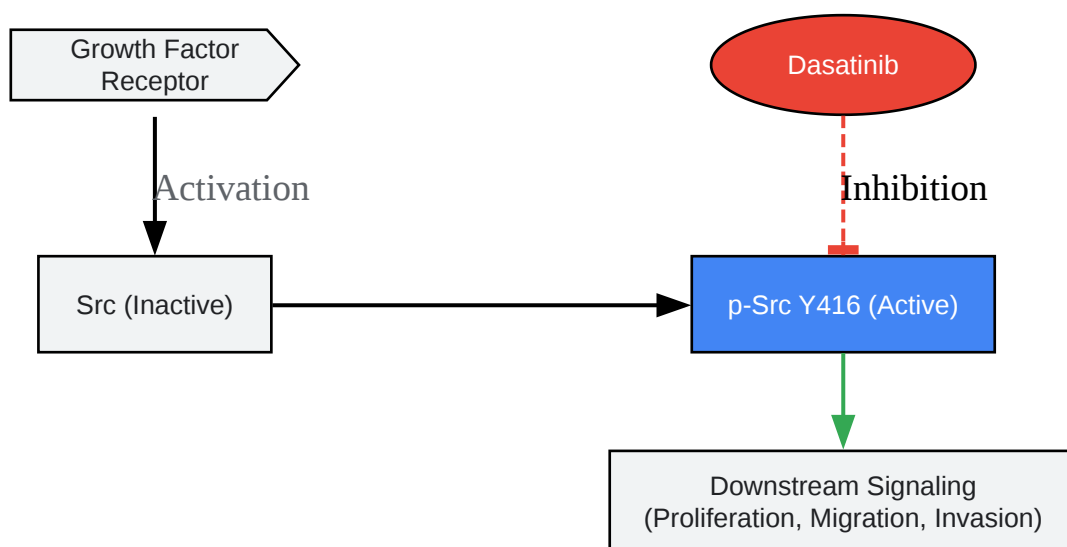 Growth Factor
Receptor
Dasatinib
Activation
Inhibition
Src (Inactive)
p-Src Y416 (Active)
Downstream Signaling
(Proliferation, Migration, Invasion)